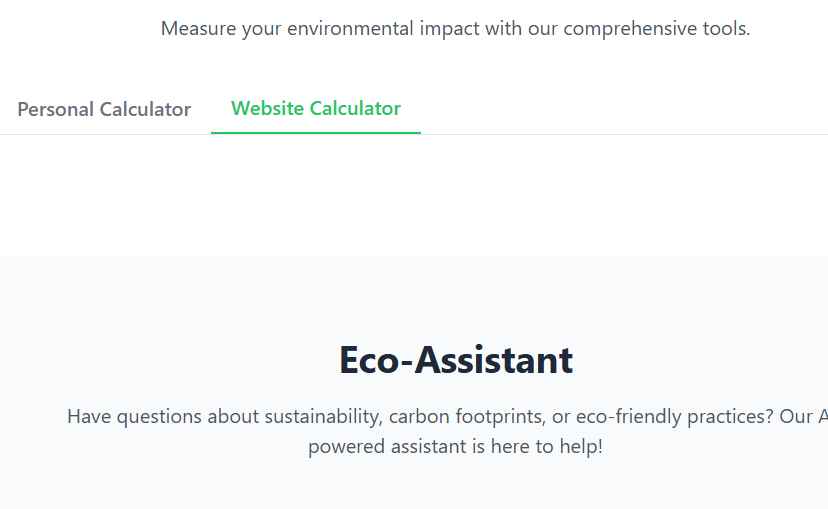 Measure your environmental impact with our comprehensive tools.
Personal Calculator
Website Calculator
Eco-Assistant
Have questions about sustainability, carbon footprints, or eco-friendly practices? Our A
powered assistant is here to help!